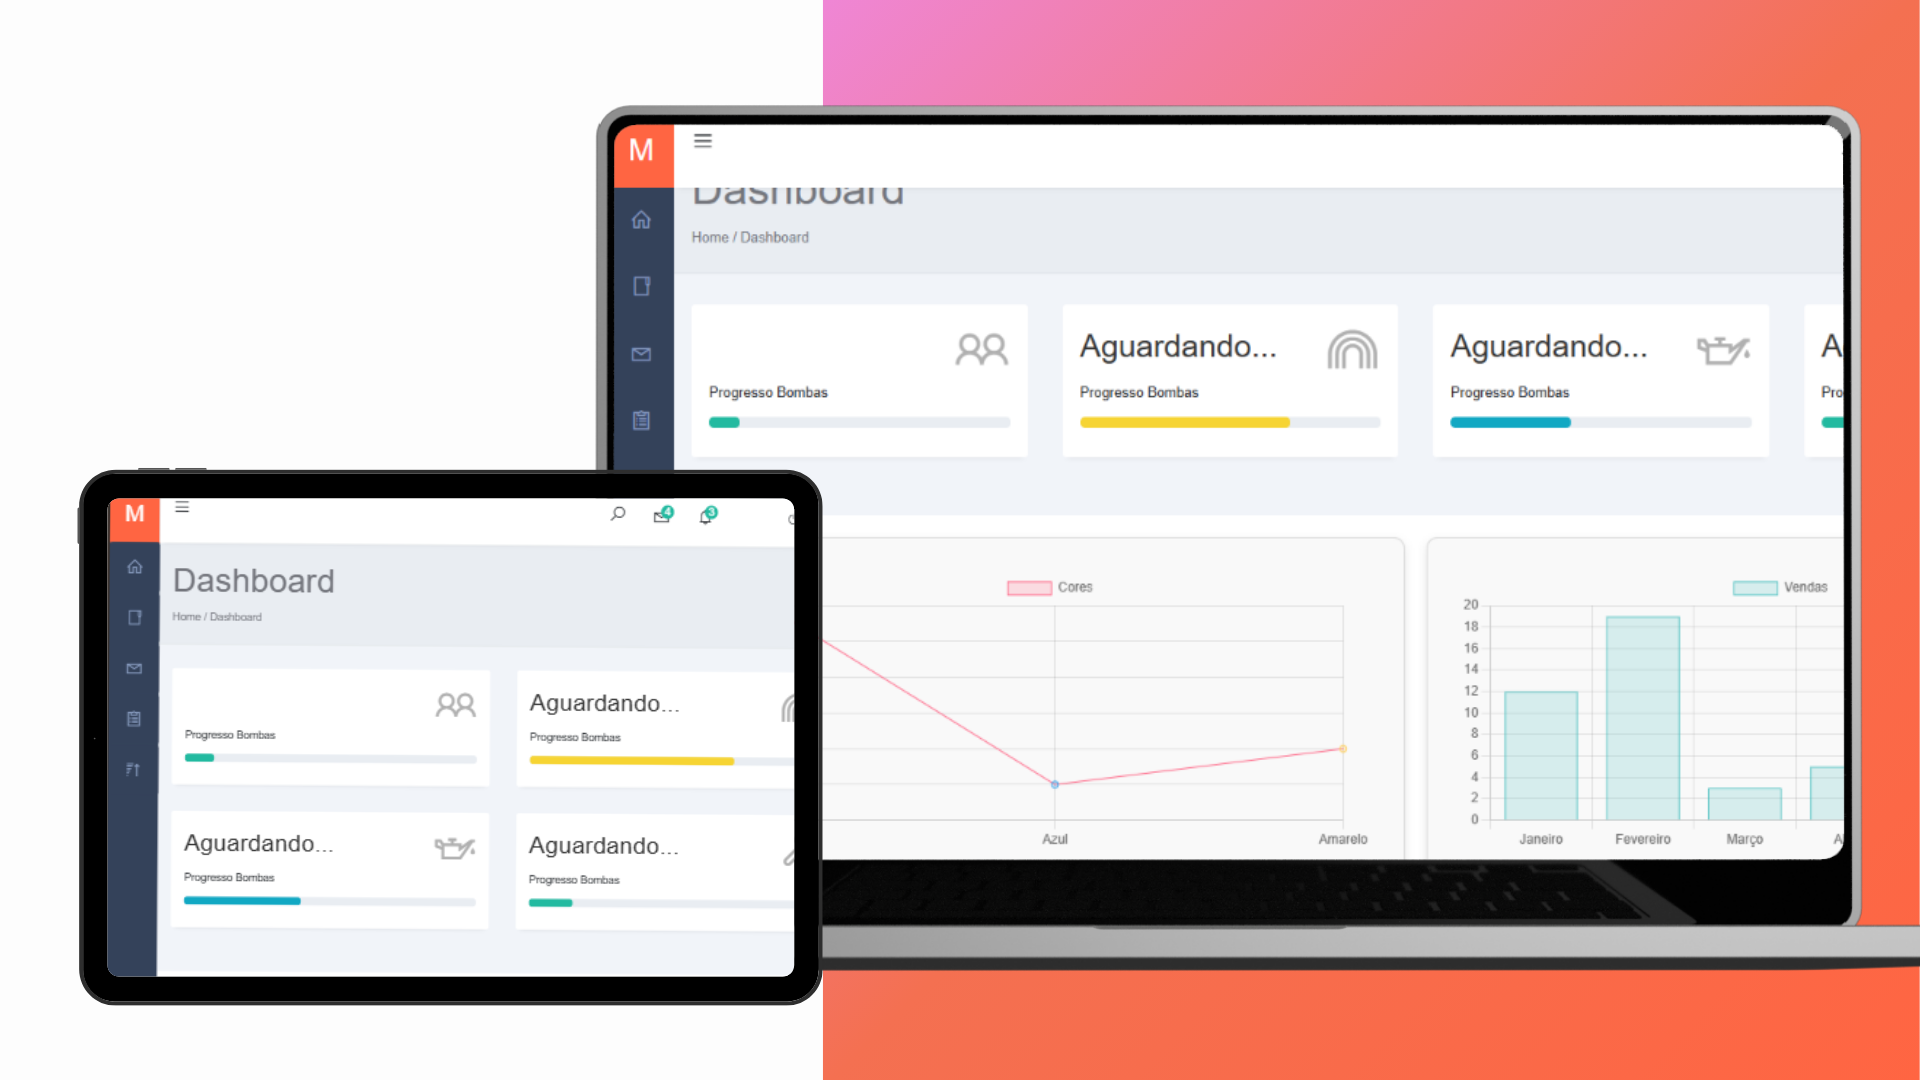 M
Dashboard
Home / Dashboard
Aguardando...
Aguardando...
A
Progresso Bombas
Progresso Bombas
Progresso Bombas
Pro
Cores
Azul
Amarelo
Vendas
20
18
16
14
12
10
8
6
4
2
0
Janeiro
Fevereiro
Março
A
M
4
3
Dashboard
Home / Dashboard
Progresso Bombas
Aguardando...
Progresso Bombas
Aguardando...
Progresso Bombas
Aguardando...
Progresso Bombas